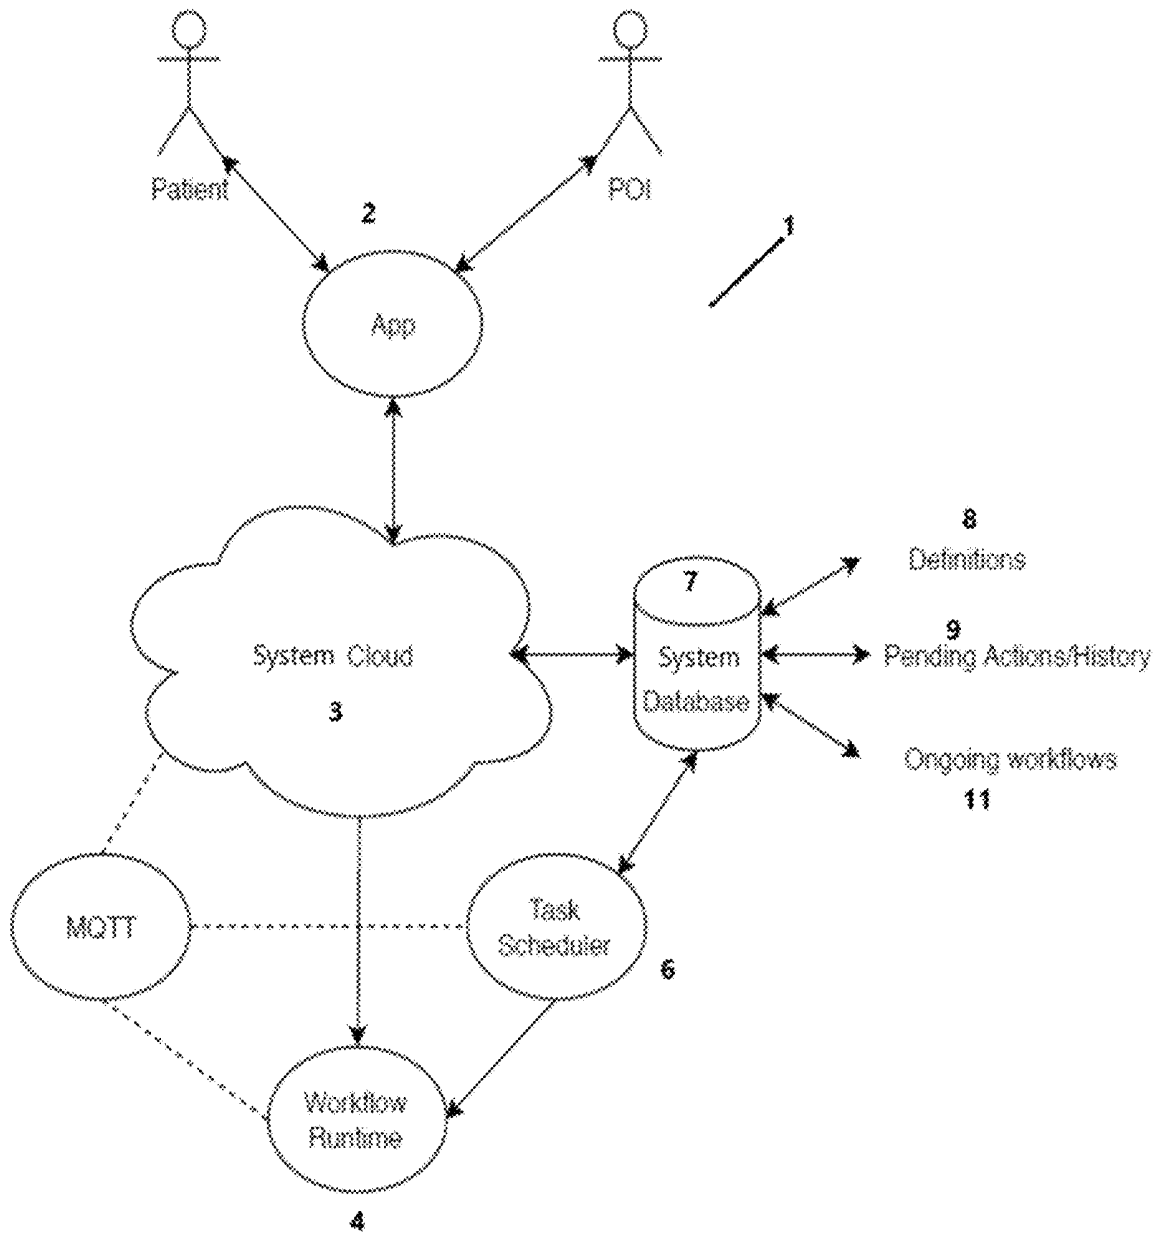 Patient
POI
2
1
App
8
Definitions
7
9
System Cloud
System
Database
Pending Actions/History
3
Ongoing workflows
11
MQTT
Task
Scheduler
6
Workflow
Runtime
4